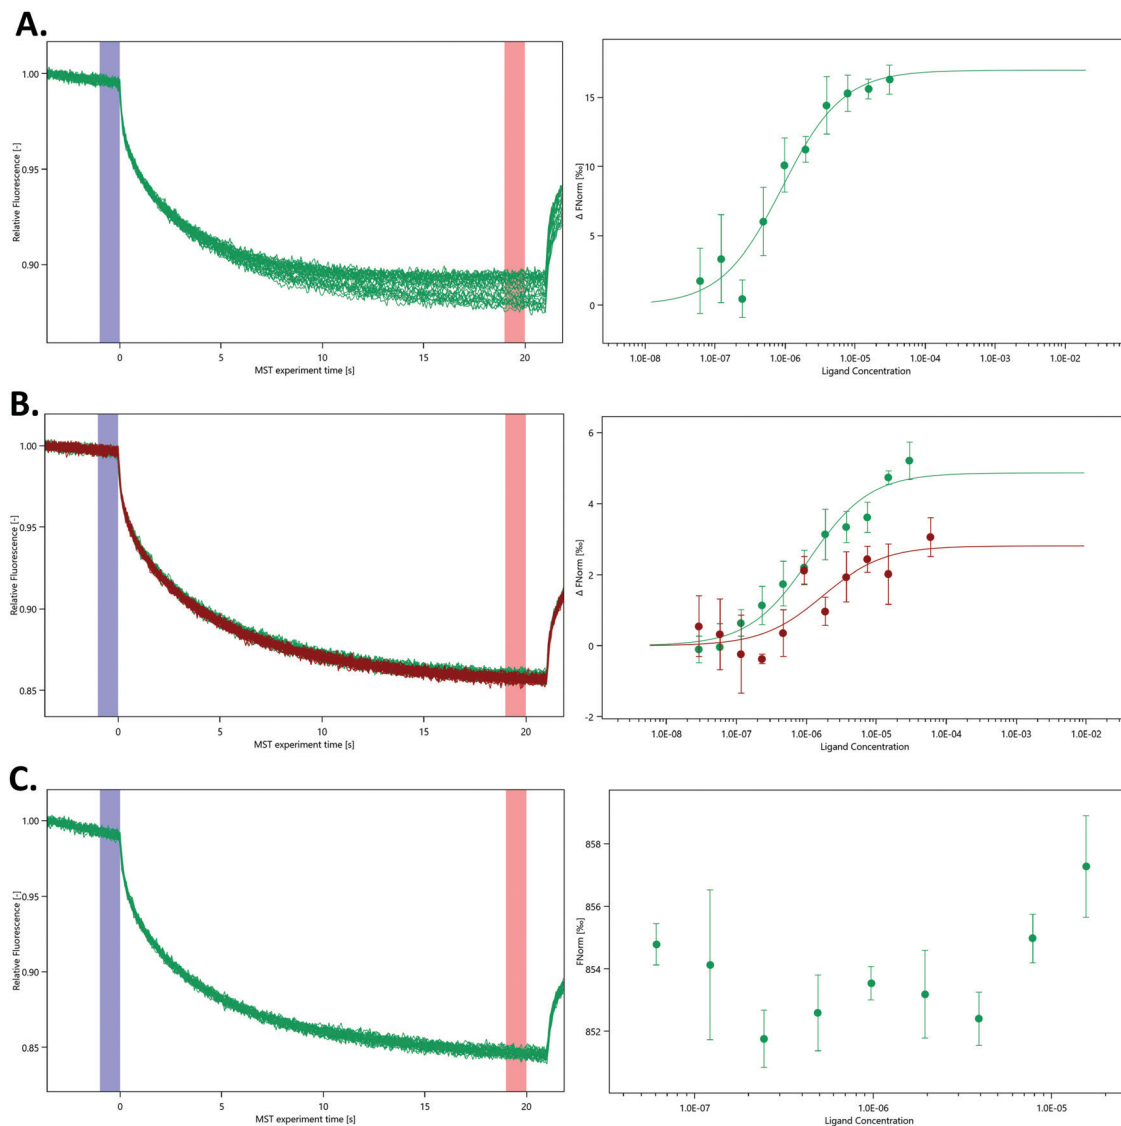 A.
1.00
0.95
0.90
Relative Fluorescence [-]
0
5
10
15
20
MST experiment time [s]
15
10
5
0
Δ FNorm [‰]
1.0E-08
1.0E-07
1.0E-06
1.0E-05
1.0E-04
1.0E-03
1.0E-02
Ligand Concentration
B.
1.00
0.95
0.90
0.85
Relative Fluorescence [-]
0
5
10
15
20
MST experiment time [s]
6
4
2
0
-2
Δ FNorm [‰]
1.0E-08
1.0E-07
1.0E-06
1.0E-05
1.0E-04
1.0E-03
1.0E-02
Ligand Concentration
C.
1.00
0.95
0.90
0.85
Relative Fluorescence [-]
0
5
10
15
20
MST experiment time [s]
858
856
854
852
FNorm [‰]
1.0E-07
1.0E-06
1.0E-05
Ligand Concentration